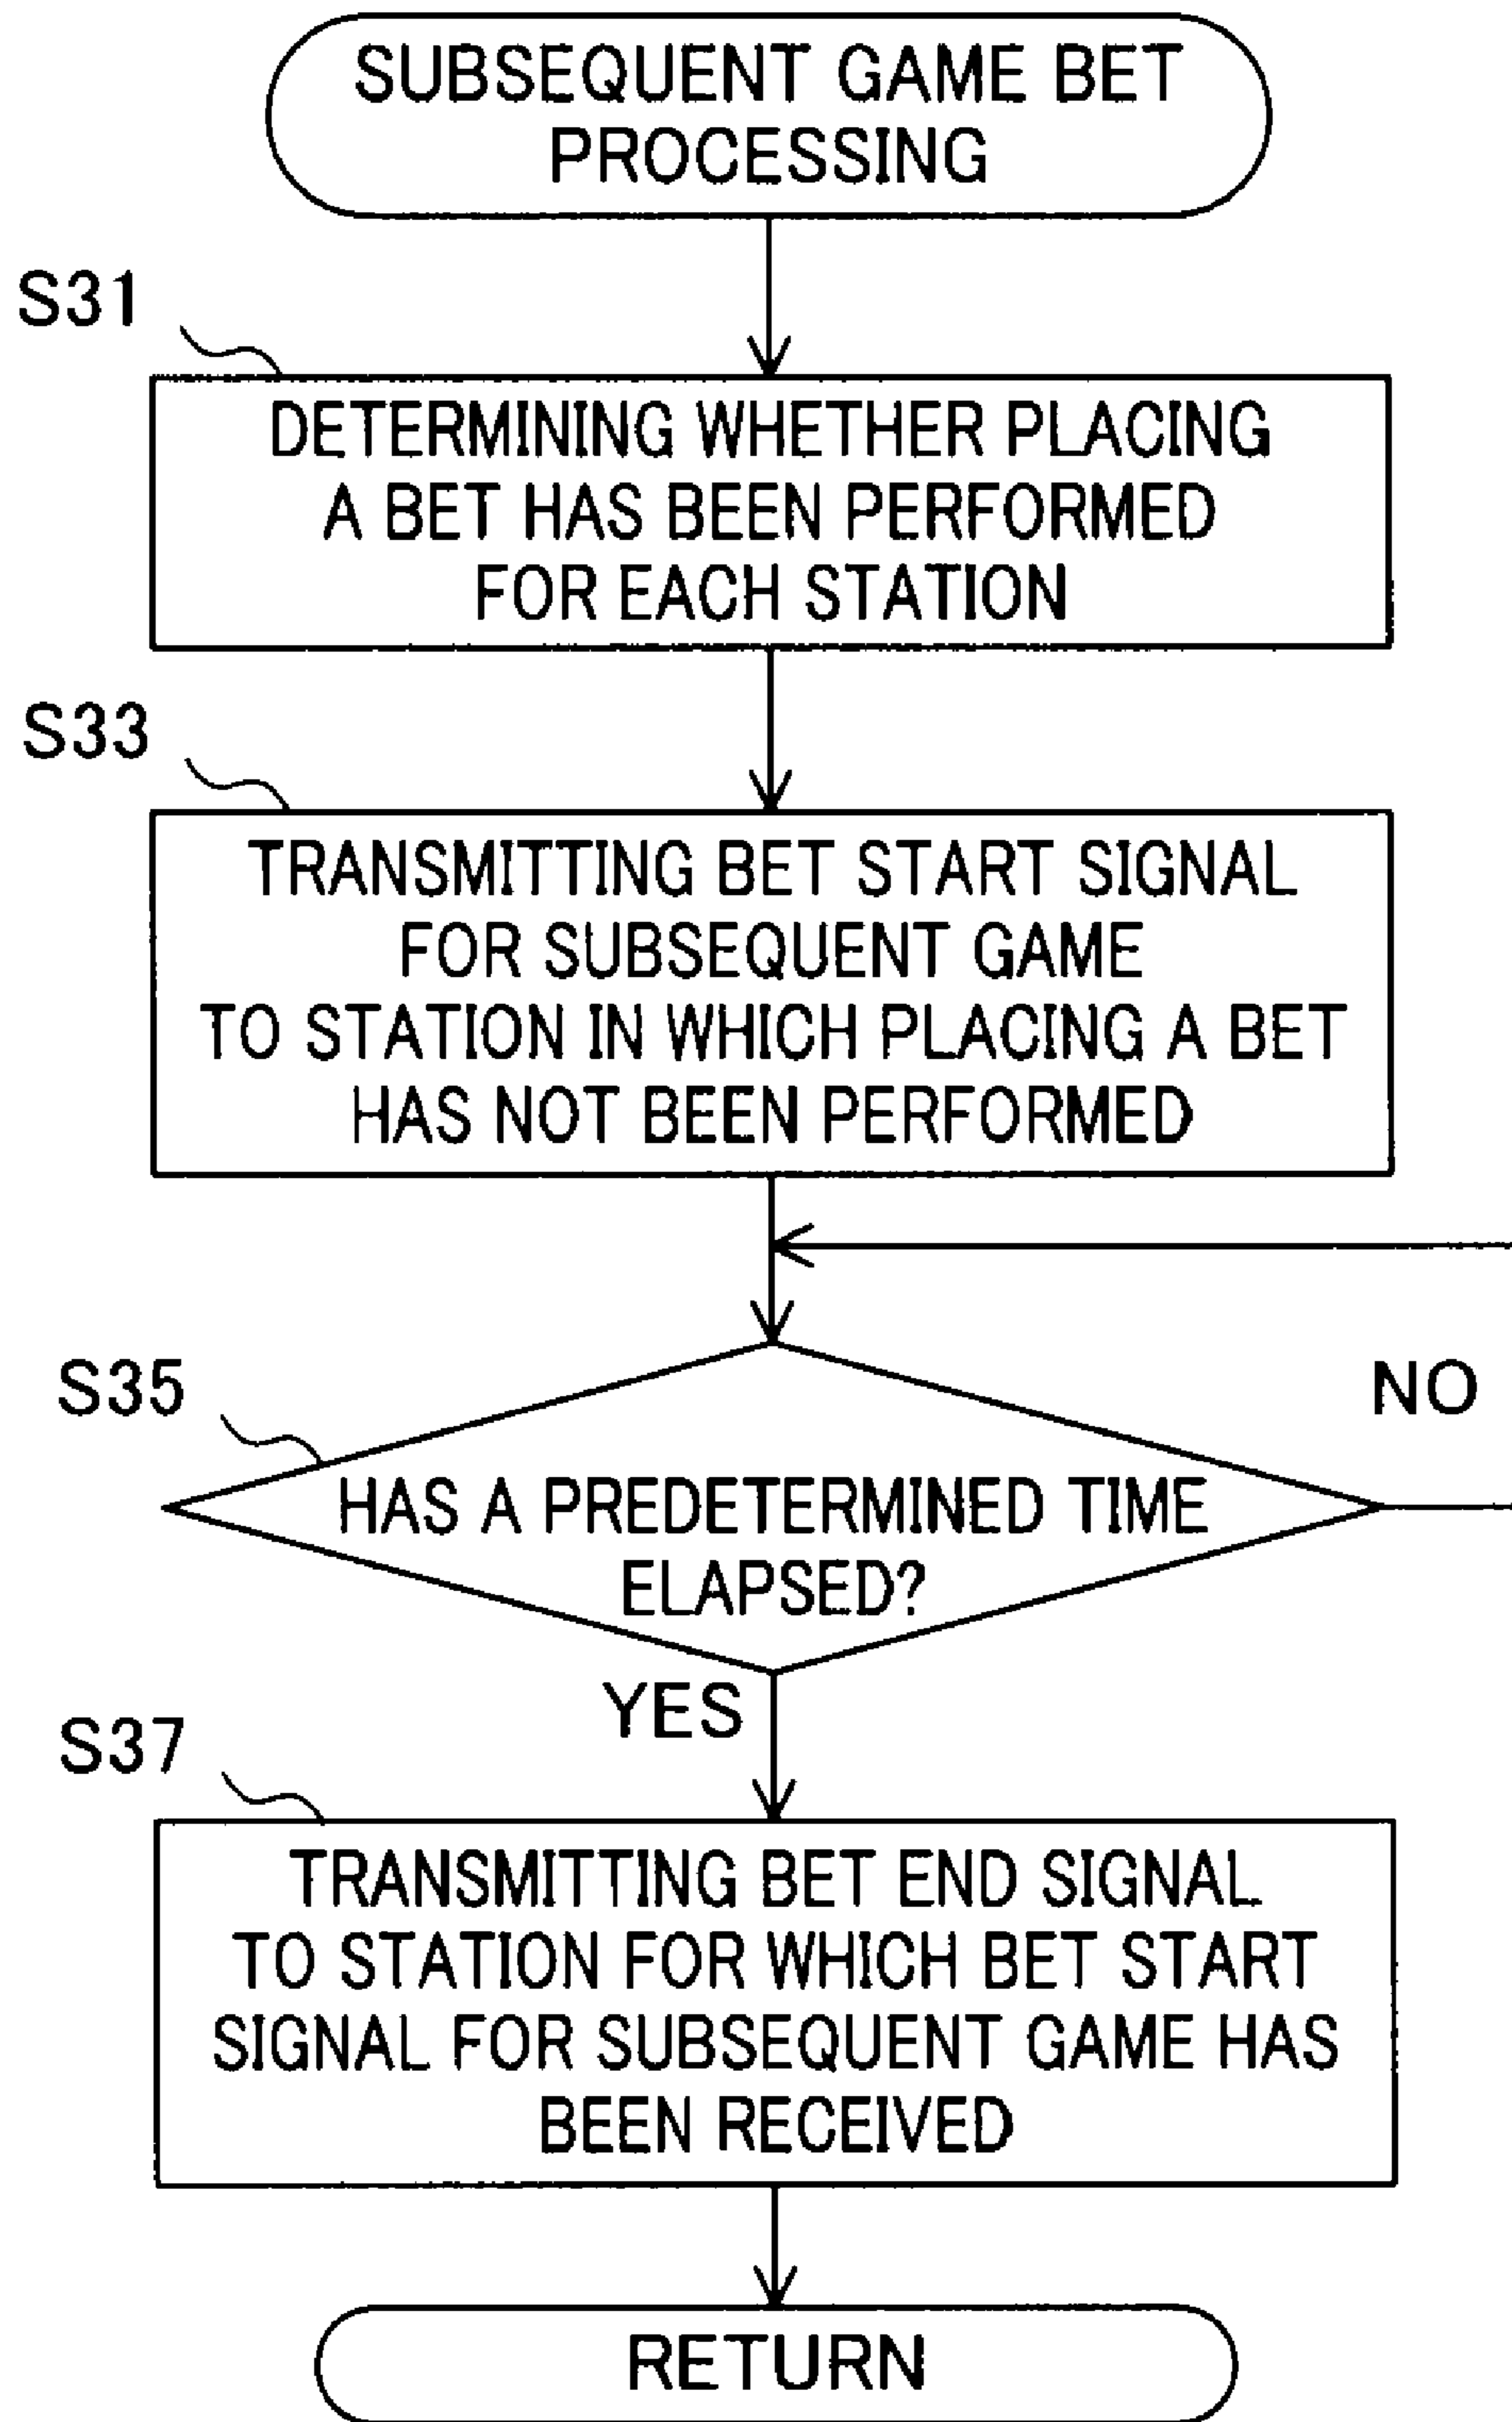 SUBSEQUENT GAME BET
PROCESSING
S31
DETERMINING WHETHER PLACING
A BET HAS BEEN PERFORMED
FOR EACH STATION
S33
TRANSMITTING BET START SIGNAL
FOR SUBSEQUENT GAME
TO STATION IN WHICH PLACING A BET
HAS NOT BEEN PERFORMED
S35
NO
HAS A PREDETERMINED TIME
ELAPSED?
YES
S37
TRANSMITTING BET END SIGNAL
TO STATION FOR WHICH BET START
SIGNAL FOR SUBSEQUENT GAME HAS
BEEN RECEIVED
RETURN